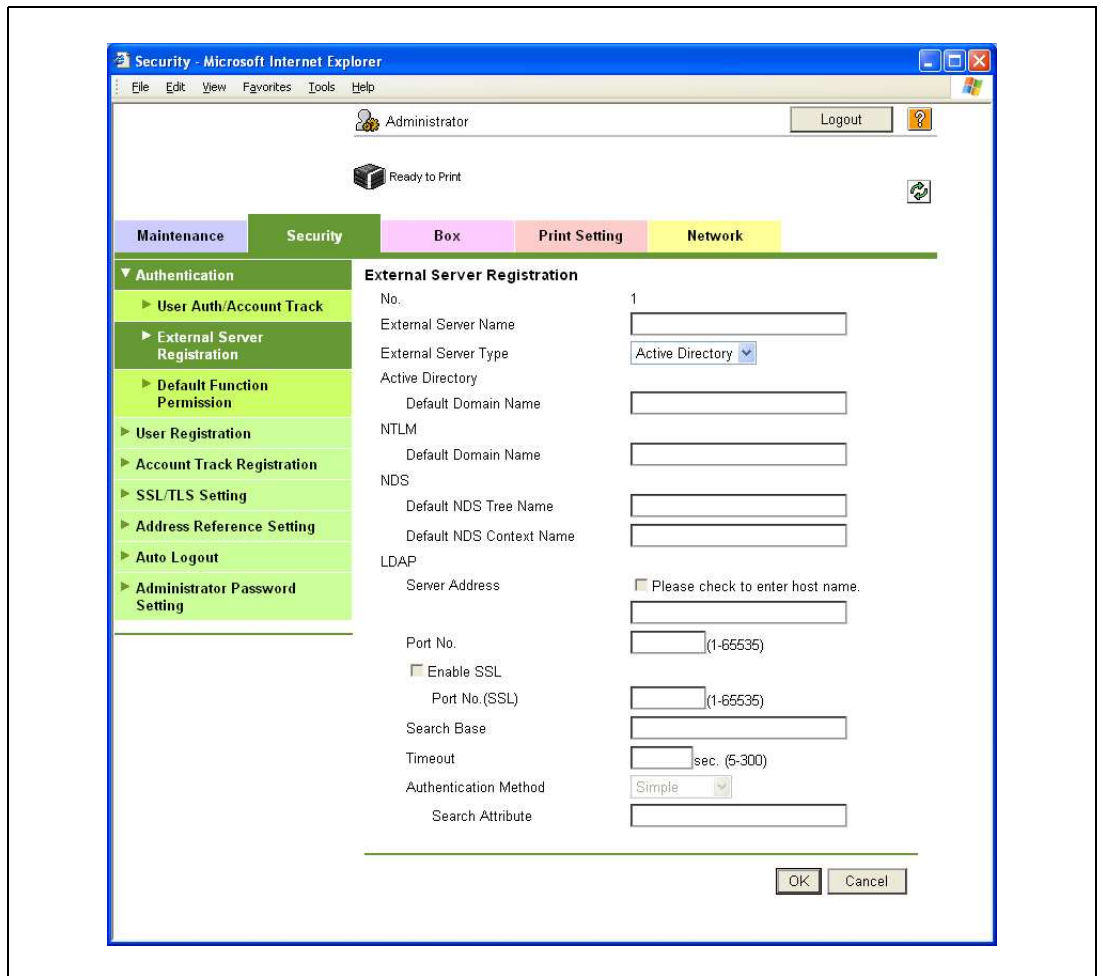 Security - Microsoft Internet Explorer
File Edit View Favorites Tools Help
Administrator
Logout
?
Ready to Print
Maintenance Security Box Print Setting Network
Authentication
User Auth/Account Track
External Server
Registration
Default Function
Permission
User Registration
Account Track Registration
SSL/TLS Setting
Address Reference Setting
Auto Logout
Administrator Password
Setting
External Server Registration
No. 1
External Server Name
External Server Type Active Directory
Active Directory
Default Domain Name
NTLM
Default Domain Name
NDS
Default NDS Tree Name
Default NDS Context Name
LDAP
Server Address Please check to enter host name.
Port No. (1-65535)
Enable SSL
Port No.(SSL) (1-65535)
Search Base
Timeout sec. (5-300)
Authentication Method Simple
Search Attribute
OK Cancel